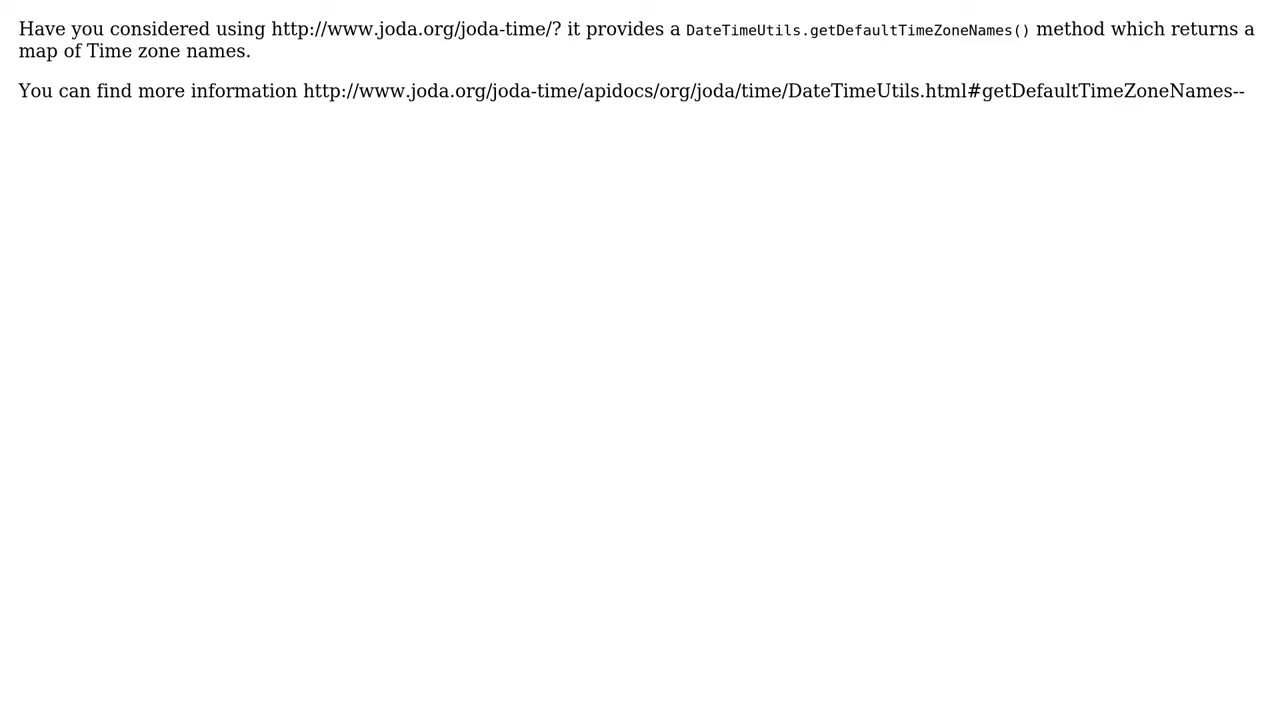 Have you considered using http://www.joda.org/joda-time/? it provides a DateTimeUtils.getDefaultTimeZoneNames() method which returns a
map of Time zone names.
You can find more information http://www.joda.org/joda-time/apidocs/org/joda/time/DateTimeUtils.html#getDefaultTimeZoneNames--